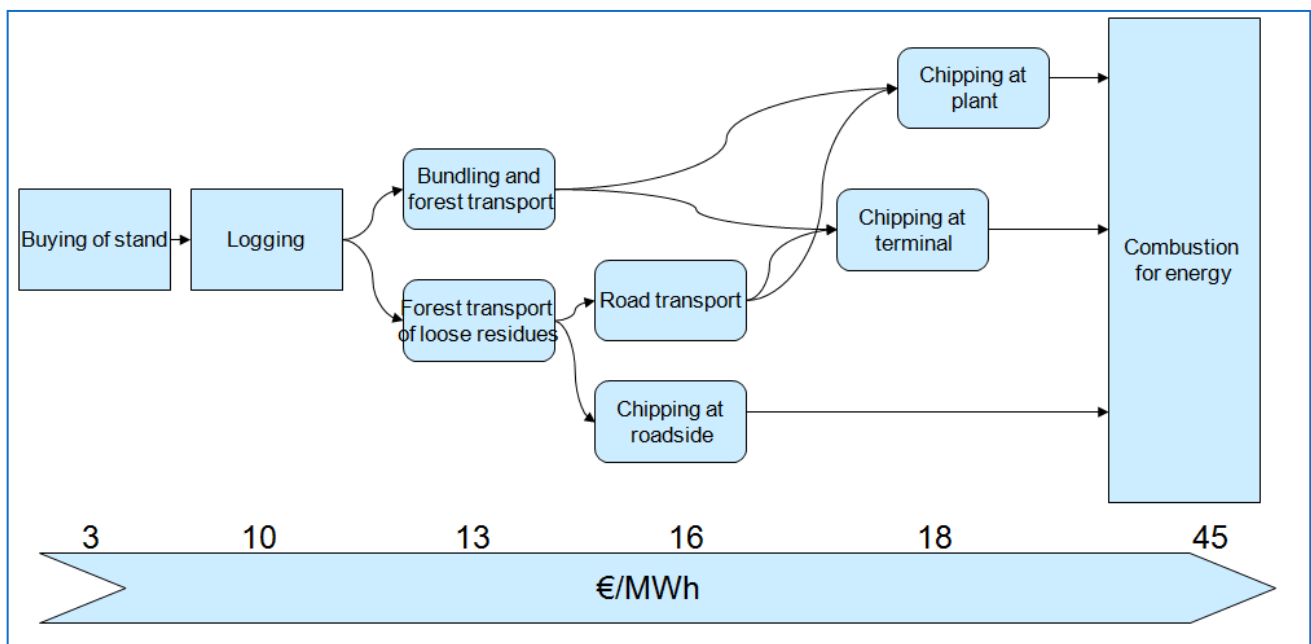 Chipping at
plant
Bundling and
forest transport
Buying of stand
Logging
Chipping at
terminal
Combustion
for energy
Forest transport
of loose residues
Road transport
Chipping at
roadside
3
10
13
16
18
45
€/MWh